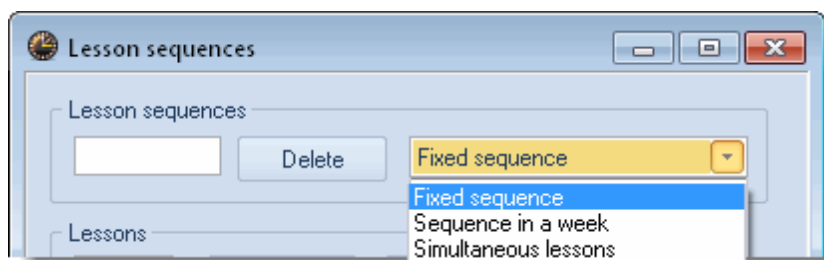 Lesson sequences
Lesson sequences
Delete
Fixed sequence
Fixed sequence
Sequence in a week
Lessons
Simultaneous lessons